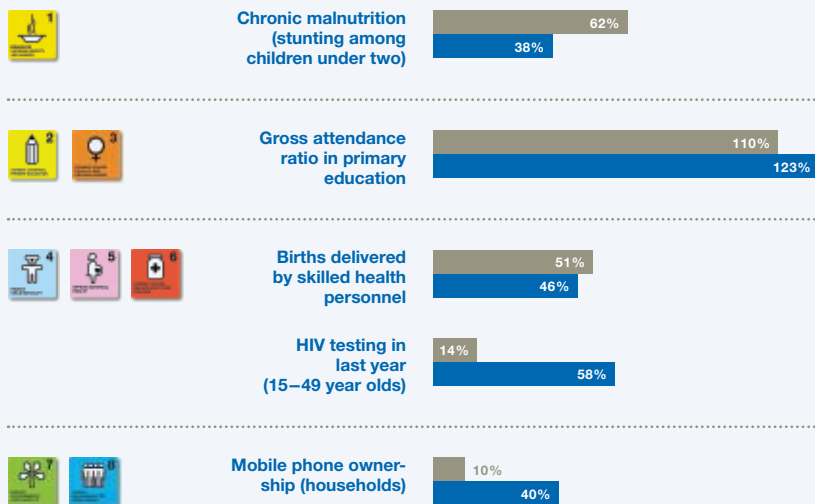 1
Chronic malnutrition
(stunting among
children under two)
62%
38%
2
3
Gross attendance
ratio in primary
education
110%
123%
4
5
6
Births delivered
by skilled health
personnel
51%
46%
HIV testing in
last year
(15–49 year olds)
14%
58%
7
8
Mobile phone owner-
ship (households)
10%
40%